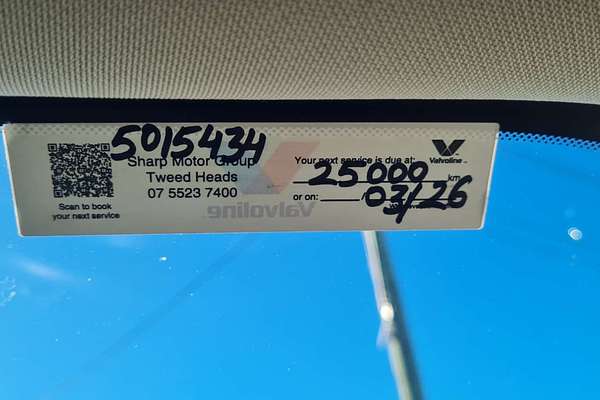 5015434
Sharp Motor Group
Tweed Heads
07 5523 7400
Scan to book
your next service
Your next service is due at:
25000 km
or on: 03/26
Valvoline
Valvoline